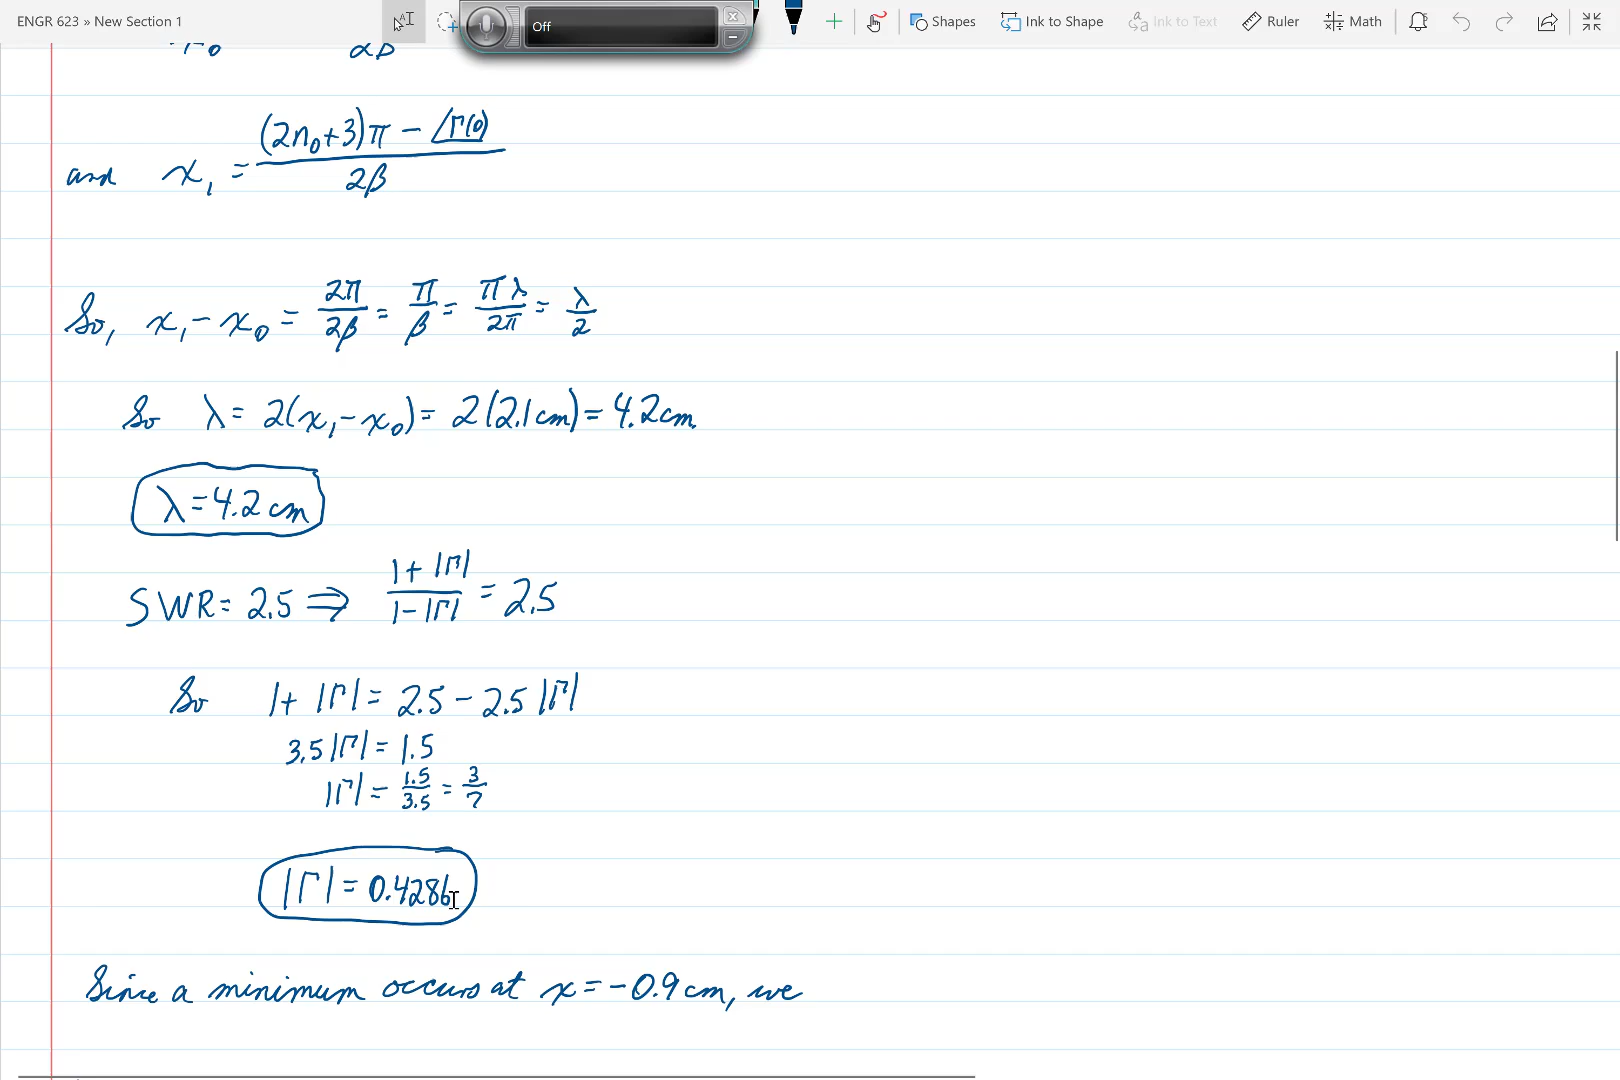 ENGR 623 » New Section 1
Off
Shapes Ink to Shape Ink to Text Ruler Math
2β
and x₁ = ((2n₀+3)π − ∠Γ(0)) / 2β
So, x₁ − x₀ = 2π/2β = π/β = πλ/2π = λ/2
So λ = 2(x₁ − x₀) = 2(2.1cm) = 4.2cm.
λ = 4.2 cm
SWR = 2.5 ⇒ (1 + |Γ|)/(1 − |Γ|) = 2.5
So 1 + |Γ| = 2.5 − 2.5 |Γ|
3.5|Γ| = 1.5
|Γ| = 1.5/3.5 = 3/7
|Γ| = 0.4286
Since a minimum occurs at x = −0.9 cm, we